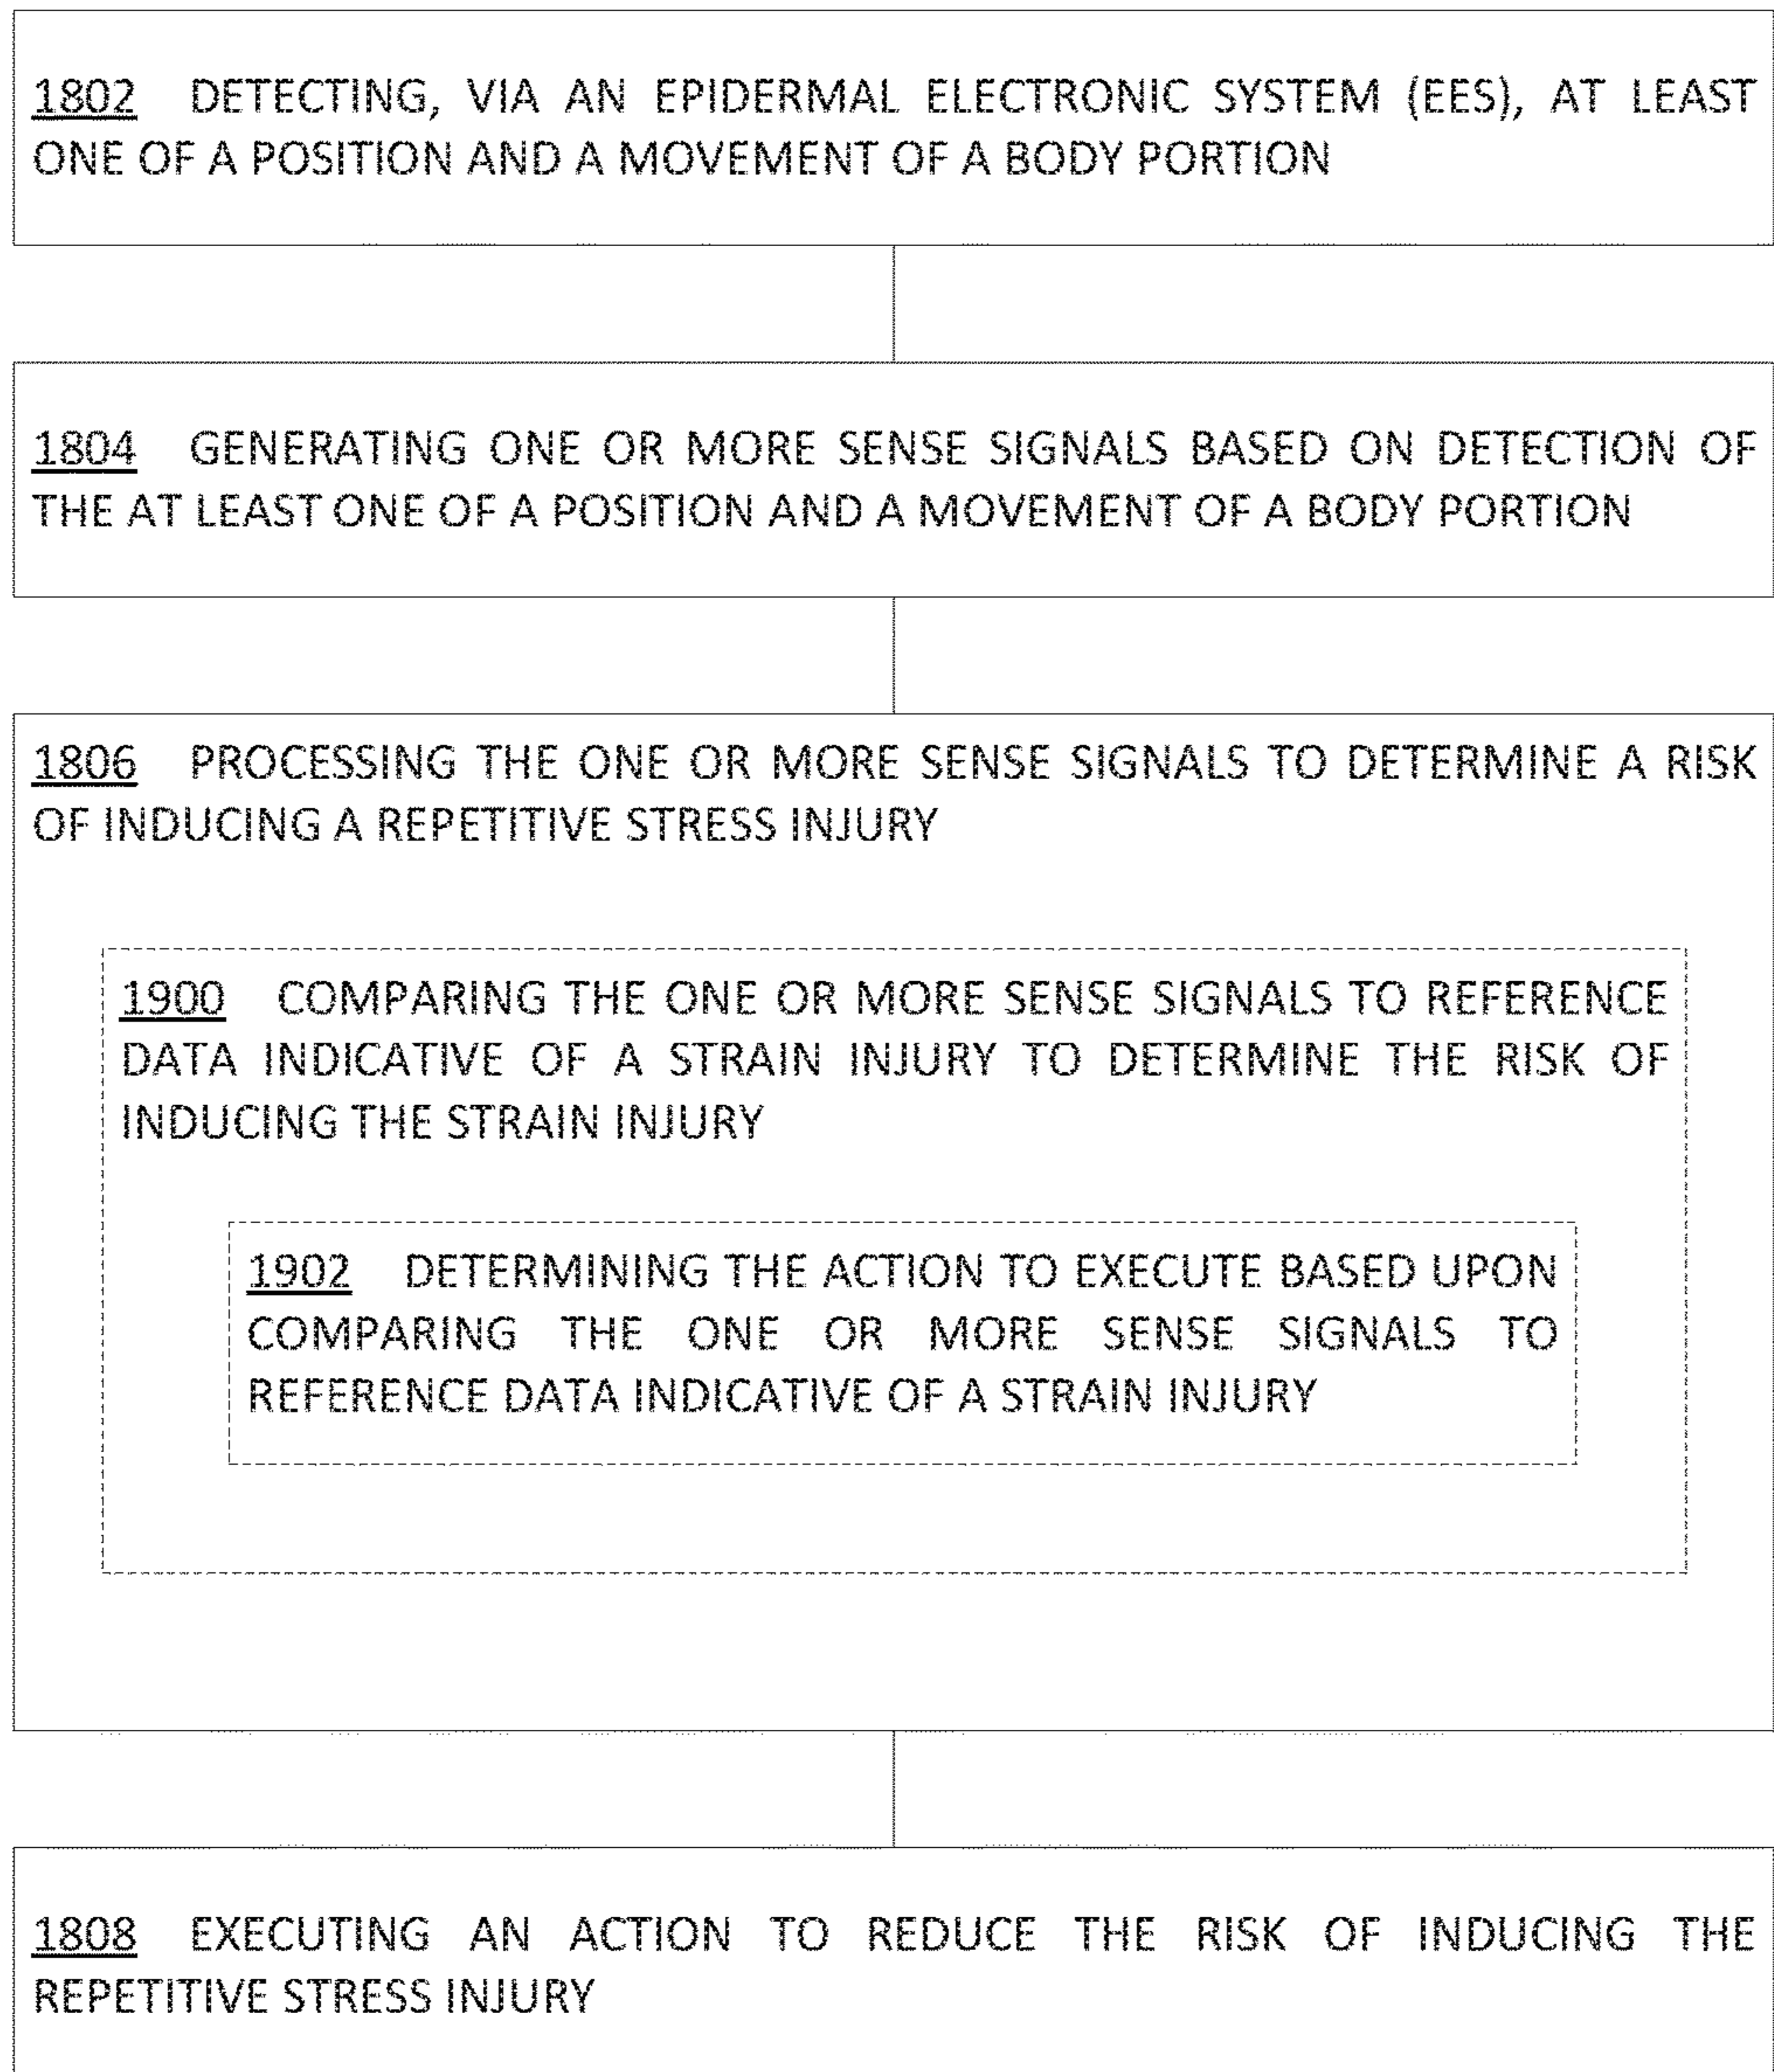 1802 DETECTING, VIA AN EPIDERMAL ELECTRONIC SYSTEM (EES), AT LEAST
ONE OF A POSITION AND A MOVEMENT OF A BODY PORTION
1804 GENERATING ONE OR MORE SENSE SIGNALS BASED ON DETECTION OF
THE AT LEAST ONE OF A POSITION AND A MOVEMENT OF A BODY PORTION
1806 PROCESSING THE ONE OR MORE SENSE SIGNALS TO DETERMINE A RISK
OF INDUCING A REPETITIVE STRESS INJURY
1900 COMPARING THE ONE OR MORE SENSE SIGNALS TO REFERENCE
DATA INDICATIVE OF A STRAIN INJURY TO DETERMINE THE RISK OF
INDUCING THE STRAIN INJURY
1902 DETERMINING THE ACTION TO EXECUTE BASED UPON
COMPARING THE ONE OR MORE SENSE SIGNALS TO
REFERENCE DATA INDICATIVE OF A STRAIN INJURY
1808 EXECUTING AN ACTION TO REDUCE THE RISK OF INDUCING THE
REPETITIVE STRESS INJURY